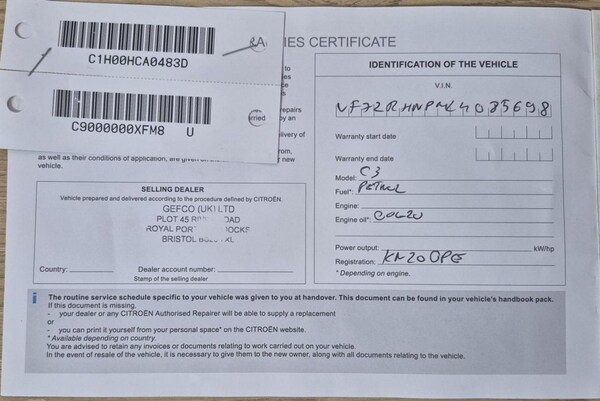 C1H00HCA0483D
C9000000XFM8 U
IES CERTIFICATE
to
repairs
rried by an
livery of
rom,
as well as their conditions of application, are given
new
vehicle.
SELLING DEALER
Vehicle prepared and delivered according to the procedure defined by CITROËN.
GEFCO (UK) LTD
PLOT 45
ROYAL POR
BRISTOL
Country:
Dealer account number:
Stamp of the selling dealer
IDENTIFICATION OF THE VEHICLE
V.I.N.
Warranty start date
Warranty end date
Model: C3
Fuel*: PETROL
Engine:
Engine oil*:
Power output: kW/hp
Registration:
* Depending on engine.
The routine service schedule specific to your vehicle was given to you at handover. This document can be found in your vehicle's handbook pack.
If this document is missing,
- your dealer or any CITROËN Authorised Repairer will be able to supply a replacement
or
- you can print it yourself from your personal space* on the CITROËN website.
* Available depending on country.
You are advised to retain any invoices or documents relating to work carried out on your vehicle.
In the event of resale of the vehicle, it is necessary to give them to the new owner, along with all documents relating to the vehicle.